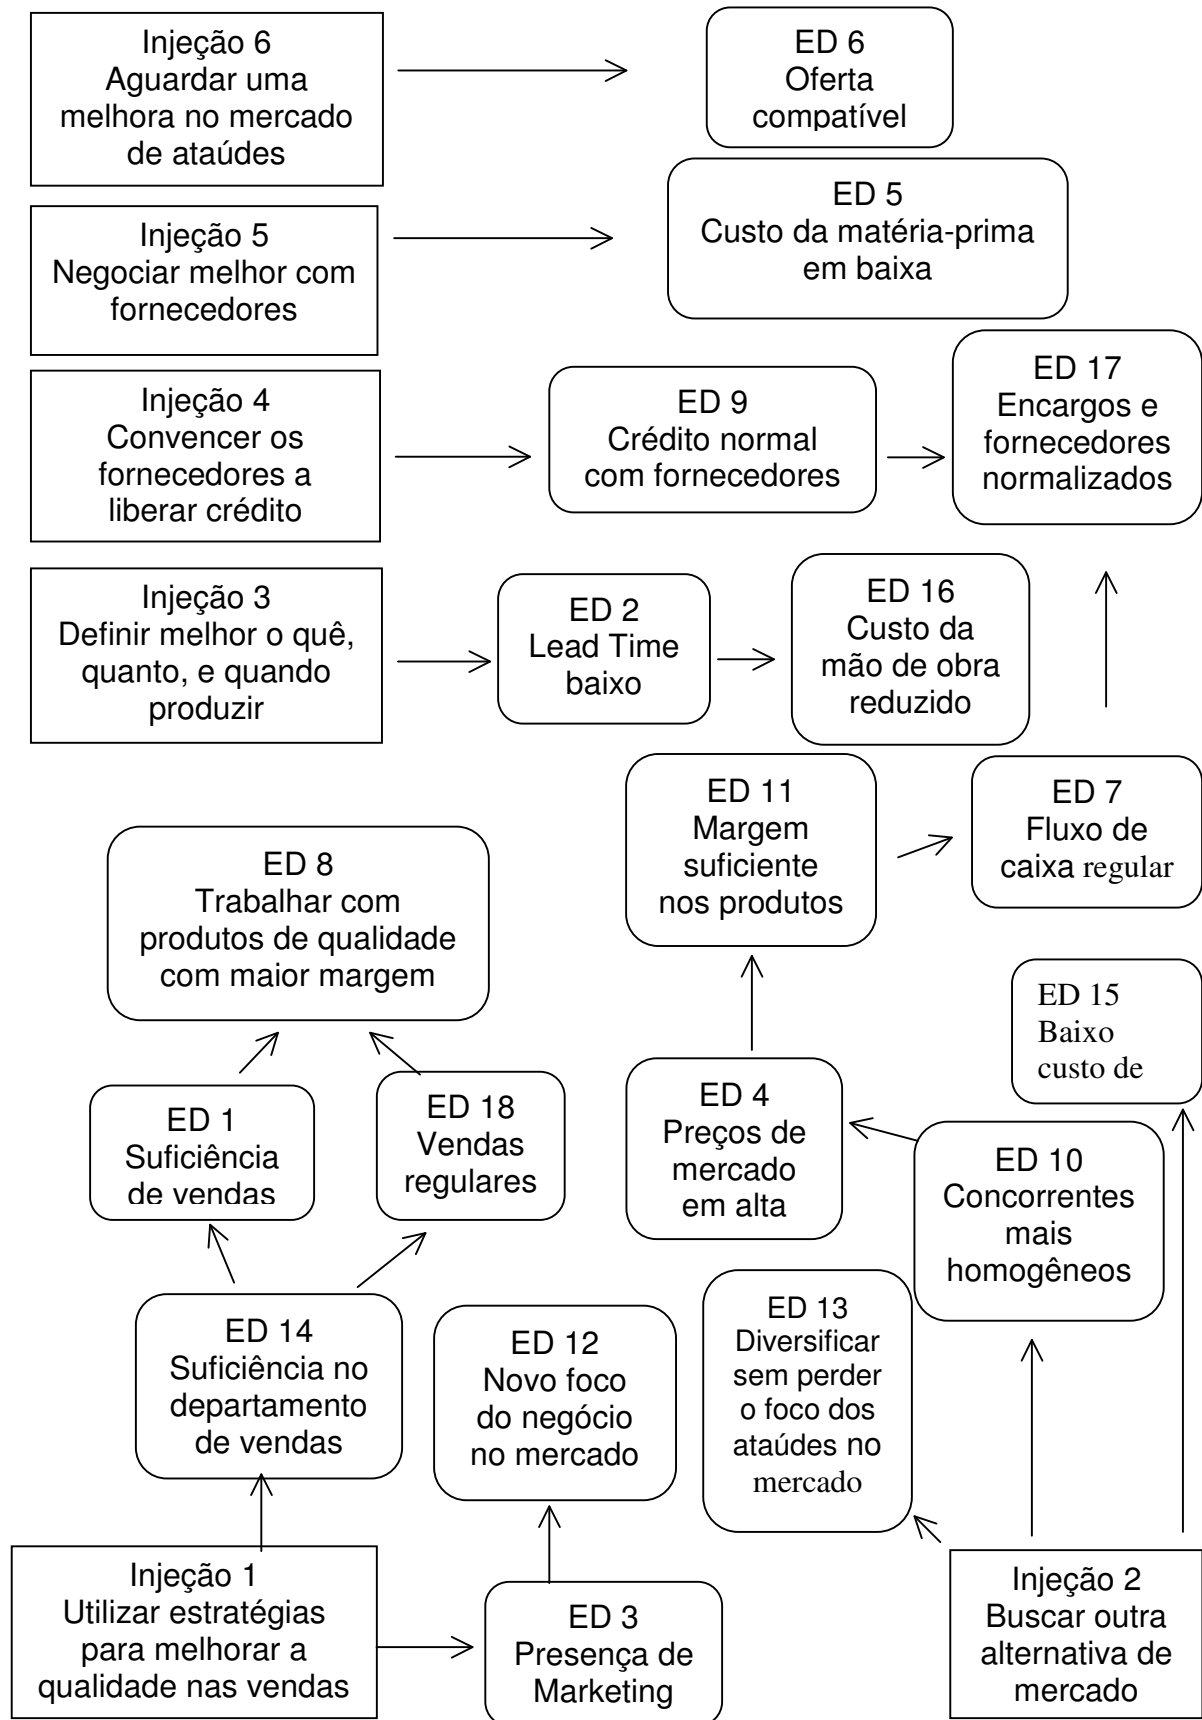 Injeção 6
Aguardar uma
melhora no mercado
de ataúdes
ED 6
Oferta
compatível
Injeção 5
Negociar melhor com
fornecedores
ED 5
Custo da matéria-prima
em baixa
Injeção 4
Convencer os
fornecedores a
liberar crédito
ED 9
Crédito normal
com fornecedores
ED 17
Encargos e
fornecedores
normalizados
Injeção 3
Definir melhor o quê,
quanto, e quando
produzir
ED 2
Lead Time
baixo
ED 16
Custo da
mão de obra
reduzido
ED 11
Margem
suficiente
nos produtos
ED 7
Fluxo de
caixa regular
ED 8
Trabalhar com
produtos de qualidade
com maior margem
ED 15
Baixo
custo de
ED 1
Suficiência
de vendas
ED 18
Vendas
regulares
ED 4
Preços de
mercado
em alta
ED 10
Concorrentes
mais
homogêneos
ED 14
Suficiência no
departamento
de vendas
ED 12
Novo foco
do negócio
no mercado
ED 13
Diversificar
sem perder
o foco dos
ataúdes no
mercado
Injeção 1
Utilizar estratégias
para melhorar a
qualidade nas vendas
ED 3
Presença de
Marketing
Injeção 2
Buscar outra
alternativa de
mercado